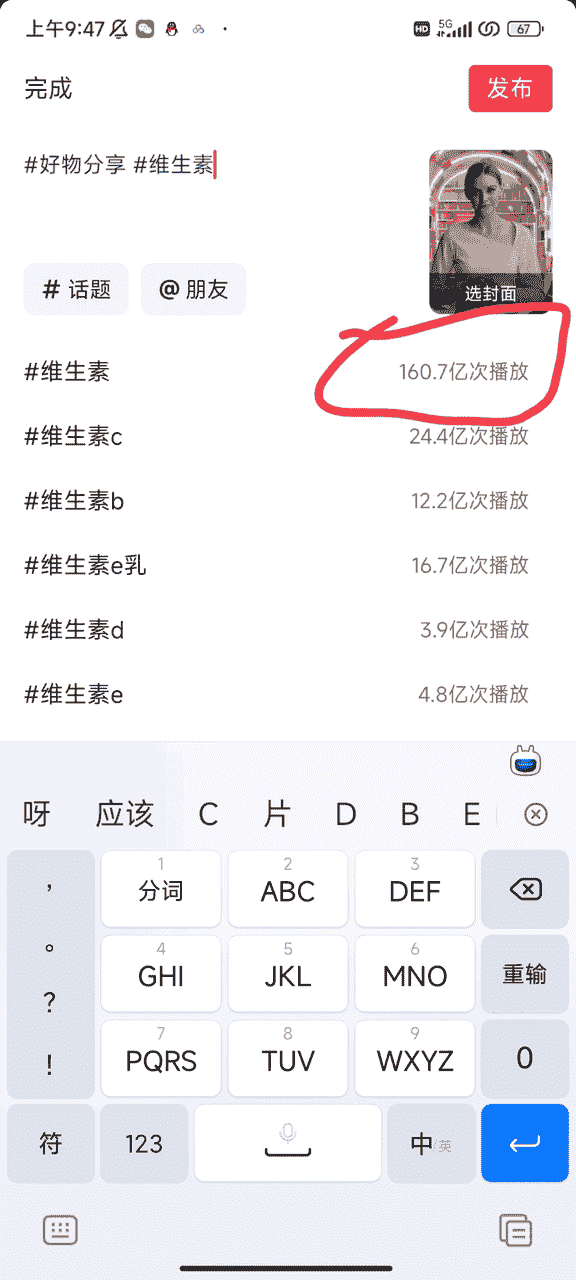 上午9:47 HD 5G 67
完成 发布
#好物分享 #维生素
选封面
# 话题 @ 朋友
#维生素 160.7亿次播放
#维生素c 24.4亿次播放
#维生素b 12.2亿次播放
#维生素e乳 16.7亿次播放
#维生素d 3.9亿次播放
#维生素e 4.8亿次播放
呀 应该 C 片 D B E
, 1 分词 2 ABC 3 DEF
。 4 GHI 5 JKL 6 MNO 重输
?
! 7 PQRS 8 TUV 9 WXYZ 0
符 123 中/英